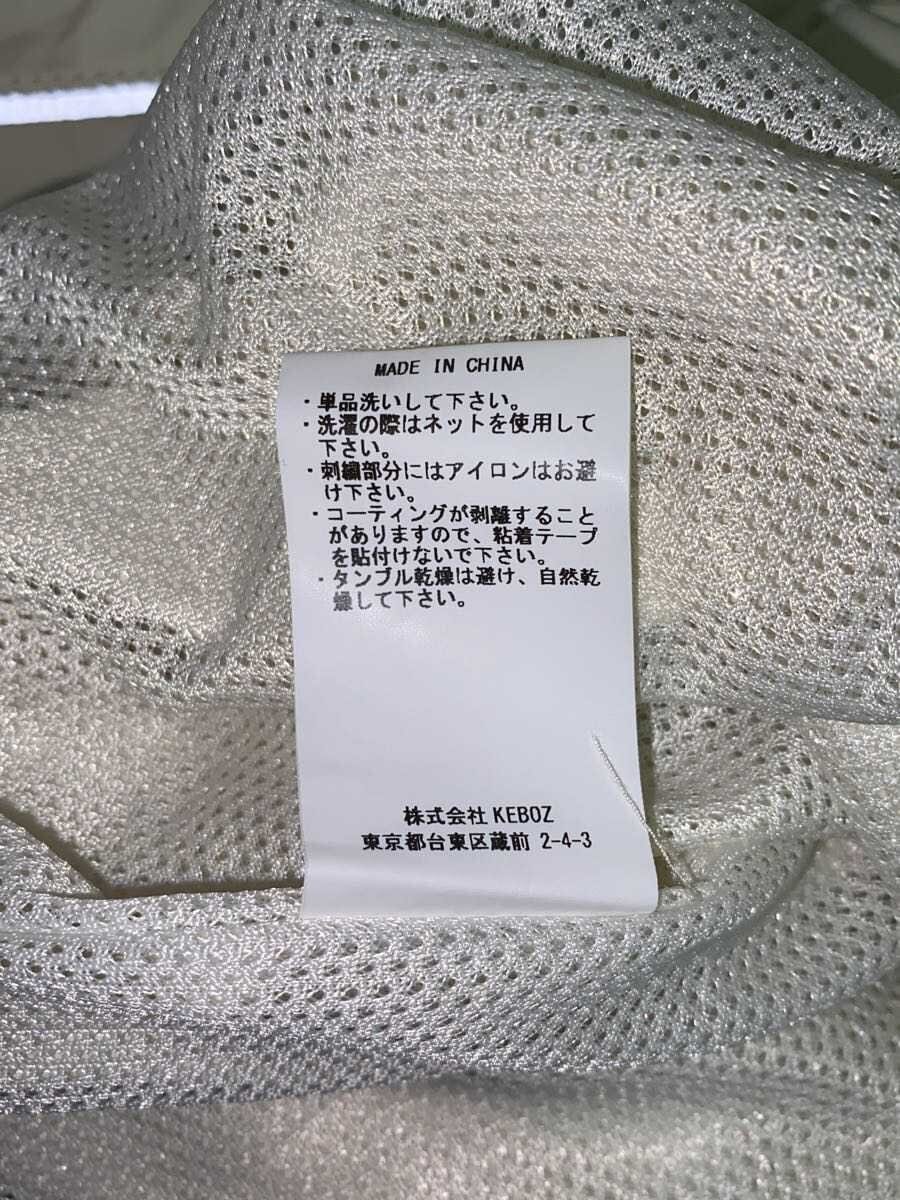 MADE IN CHINA
・単品洗いして下さい。
・洗濯の際はネットを使用して
下さい。
・刺繍部分にはアイロンはお避
け下さい。
・コーティングが剥離すること
がありますので、粘着テープ
を貼付けないで下さい。
・タンブル乾燥は避け、自然乾
燥して下さい。
株式会社 KEBOZ
東京都台東区蔵前 2-4-3